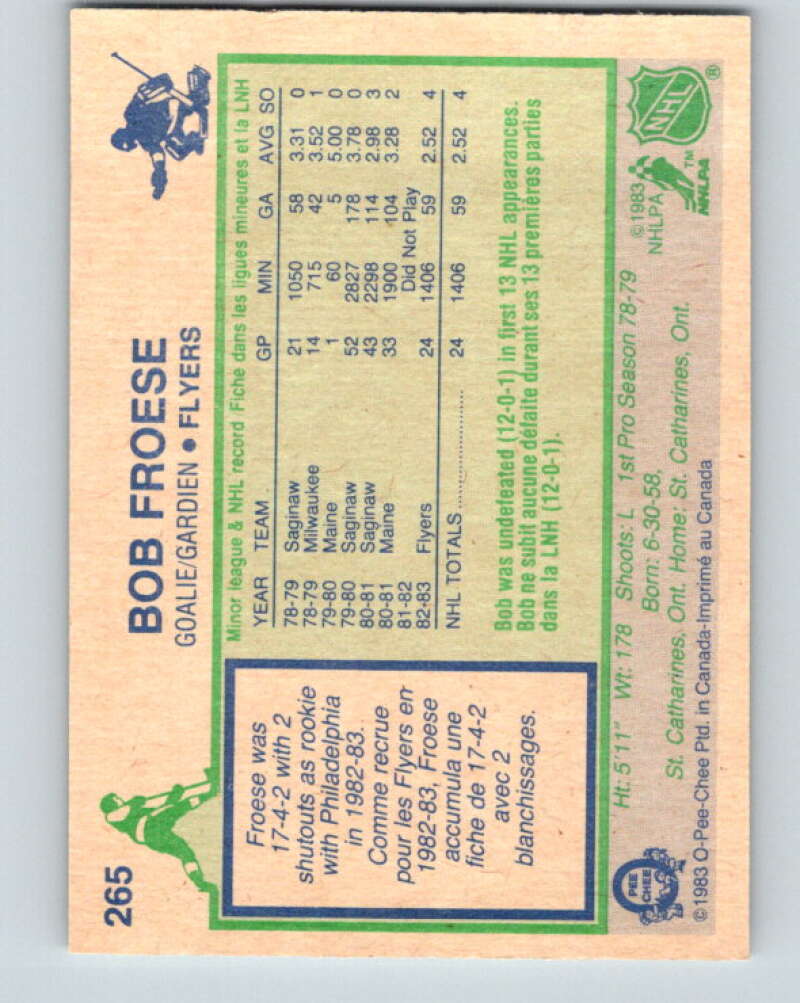 265
BOB FROESE
GOALIE/GARDIEN • FLYERS
Froese was
17-4-2 with 2
shutouts as rookie
with Philadelphia
in 1982-83.
Comme recrue
pour les Flyers en
1982-83, Froese
accumula une
fiche de 17-4-2
avec 2
blanchissages.
Minor league & NHL record Fiche dans les ligues mineures et la LNH
YEAR TEAM GP MIN GA AVG SO
78-79 Saginaw 21 1050 58 3.31 0
78-79 Milwaukee 14 715 42 3.52 1
79-80 Maine 1 60 5 5.00 0
79-80 Saginaw 52 2827 178 3.78 0
80-81 Saginaw 43 2298 114 2.98 3
80-81 Maine 33 1900 104 3.28 2
81-82 Did Not Play
82-83 Flyers 24 1406 59 2.52 4
NHL TOTALS .................. 24 1406 59 2.52 4
Bob was undefeated (12-0-1) in first 13 NHL appearances.
Bob ne subit aucune défaite durant ses 13 premières parties
dans la LNH (12-0-1).
Ht: 5'11" Wt: 178 Shoots: L 1st Pro Season 78-79
Born: 6-30-58,
St. Catharines, Ont. Home: St. Catharines, Ont.
©1983
NHLPA
NHLPA
TM
NHL
®
PEE
CHEE
©1983 O-Pee-Chee Ptd. in Canada-Imprimé au Canada